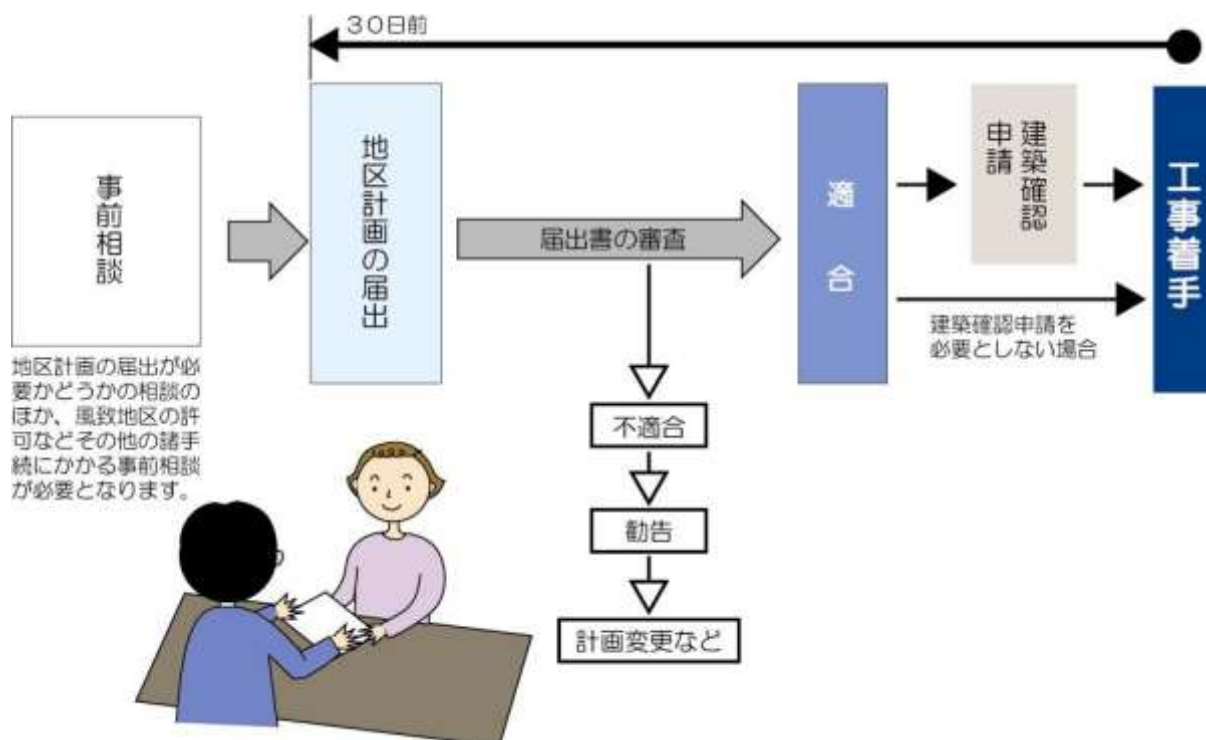 30日前
事前相談
地区計画の届出が必
要かどうかの相談の
ほか、風致地区の許
可などその他の諸手
続にかかる事前相談
が必要となります。
地区計画の届出
届出書の審査
不適合
勧告
計画変更など
適合
建築確認
申請
建築確認申請を
必要としない場合
工事着手